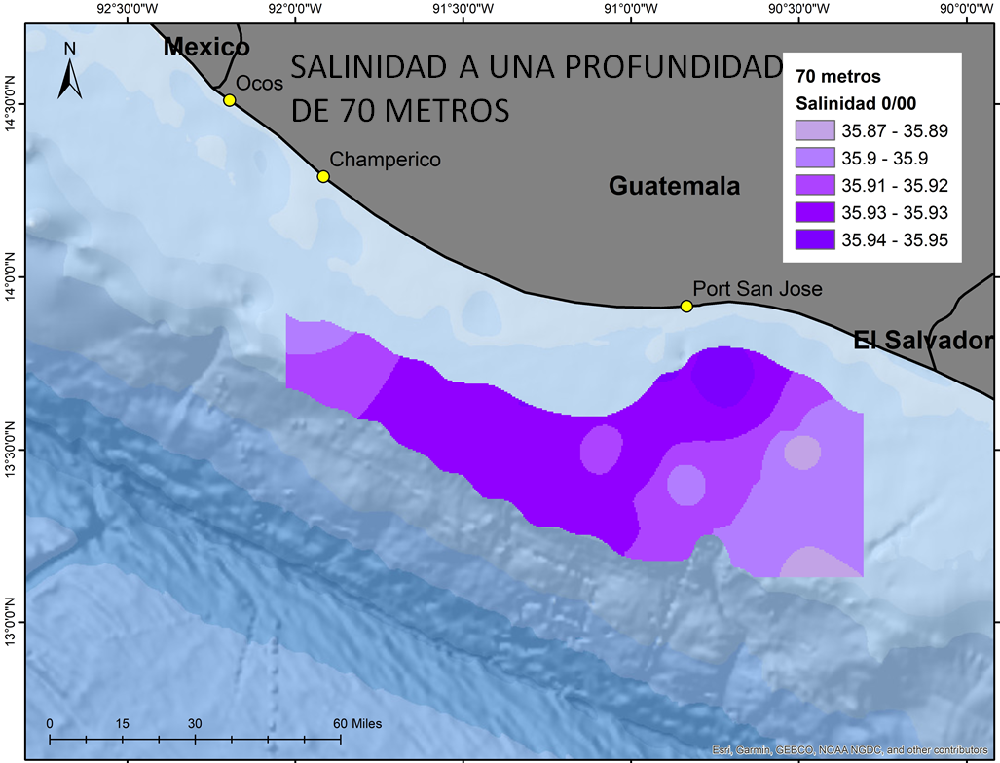 92°30'0"W 92°0'0"W 91°30'0"W 91°0'0"W 90°30'0"W 90°0'0"W
N
Mexico
SALINIDAD A UNA PROFUNDIDAD
DE 70 METROS
Ocos
Champerico
Guatemala
70 metros
Salinidad 0/00
35.87 - 35.89
35.9 - 35.9
35.91 - 35.92
35.93 - 35.93
35.94 - 35.95
Port San Jose
El Salvador
14°30'0"N
14°0'0"N
13°30'0"N
13°0'0"N
0 15 30 60 Miles
Esri, Garmin, GEBCO, NOAA NGDC, and other contributors